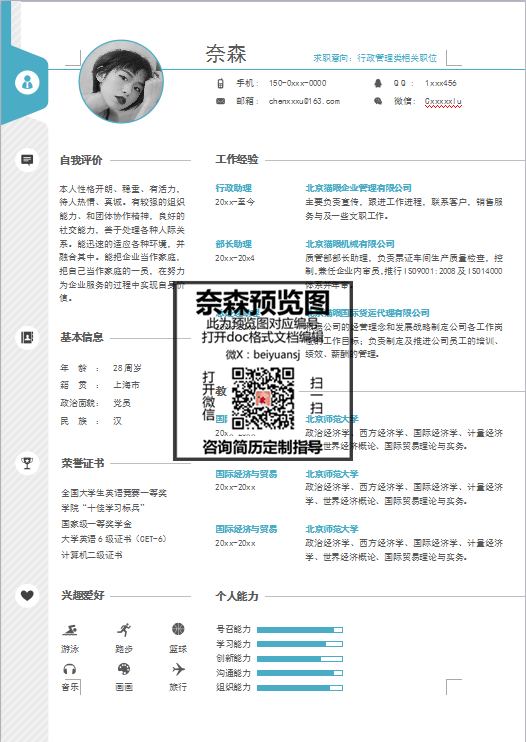 奈森
求职意向: 行政管理类相关职位
手机: 150-0xxx-0000
QQ: 1xxx456
邮箱: chenxxxu@163.com
微信: Cxxxxxlu
自我评价
本人性格开朗、稳重、有活力,
待人热情、真诚。有较强的组织
能力、和团体协作精神, 良好的
社交能力, 善于处理各种人际关
系。能迅速的适应各种环境, 并
融合其中。能把企业当作家庭,
把自己当作家庭的一员, 在努力
为企业服务的过程中实现自身价
值。
基本信息
年 龄: 28周岁
籍 贯: 上海市
政治面貌: 党员
民 族: 汉
荣誉证书
全国大学生英语竞赛一等奖
学院“十佳学习标兵”
国家级一等奖学金
大学英语6级证书 (CET-6)
计算机二级证书
兴趣爱好
游泳 跑步 篮球
音乐 画画 旅行
工作经验
行政助理 北京猫眼企业管理有限公司
20xx-至今 主要负责宣传, 跟进工作进程, 联系客户, 销售服
务与及一些文职工作。
部长助理 北京猫眼机械有限公司
20xx-20x4 质管部部长助理, 负责票证车间生产质量检查, 控
制,兼任企业内审员,推行ISO9001:2008及ISO14000
体系外年审。
猫眼国际货运代理有限公司
公司的经营理念和发展战略制定公司各工作岗
工作目标; 负责制定及推进公司员工的培训、
绩效、薪酬的管理。
奈森预览图
此为预览图对应编号
打开doc格式文档编辑
微X: beiyuansj
打开微信
扫一扫
咨询简历定制指导
教
北京师范大学
20x
政治经济学、西方经济学、国际经济学、计量经济
学、世界经济概论、国际贸易理论与实务。
国际经济与贸易 北京师范大学
20xx-20xx 政治经济学、西方经济学、国际经济学、计量经济
学、世界经济概论、国际贸易理论与实务。
国际经济与贸易 北京师范大学
20xx-20xx 政治经济学、西方经济学、国际经济学、计量经济
学、世界经济概论、国际贸易理论与实务。
个人能力
号召能力
学习能力
创新能力
沟通能力
组织能力